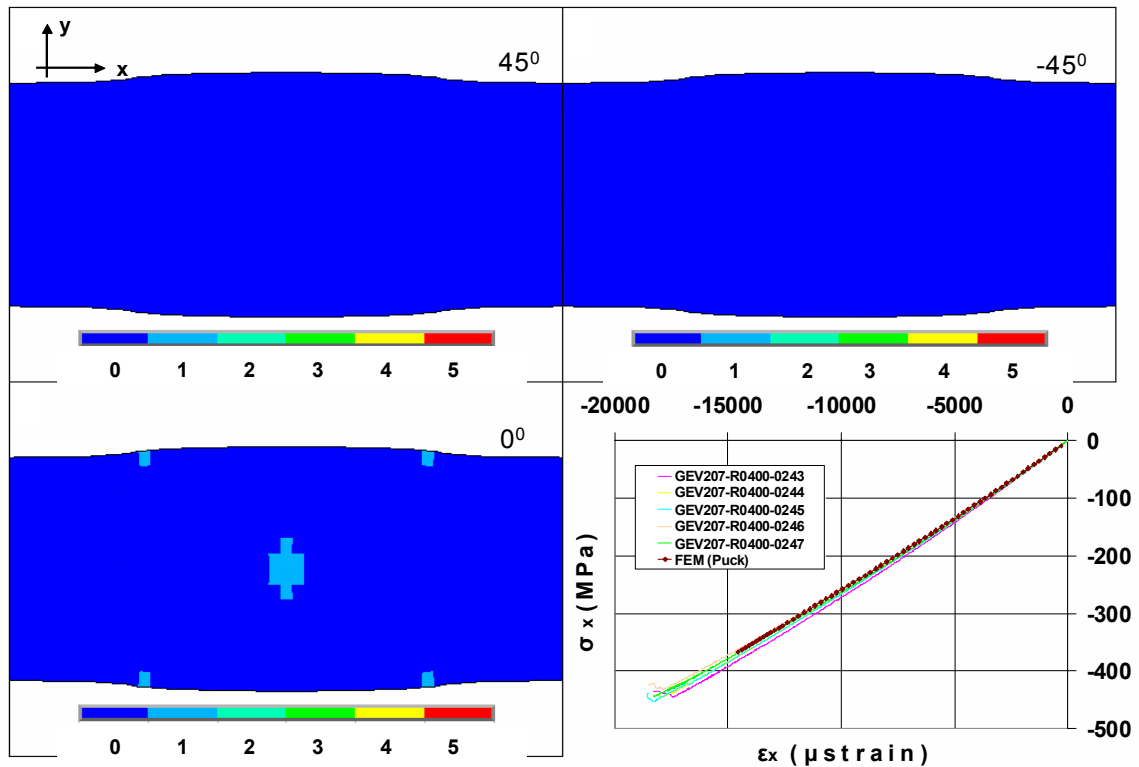 y
x
45⁰
-45⁰
0 1 2 3 4 5
0 1 2 3 4 5
0⁰
0 1 2 3 4 5
-20000 -15000 -10000 -5000 0
0
-100
-200
-300
-400
-500
GEV207-R0400-0243
GEV207-R0400-0244
GEV207-R0400-0245
GEV207-R0400-0246
GEV207-R0400-0247
FEM (Puck)
σ x (MPa)
εx (µstrain)